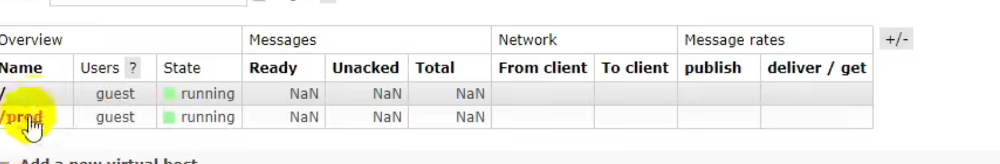 Overview Messages Network Message rates +/-
Name Users ? State Ready Unacked Total From client To client publish deliver / get
/ guest running NaN NaN NaN
/prod guest running NaN NaN NaN
Add a new virtual host